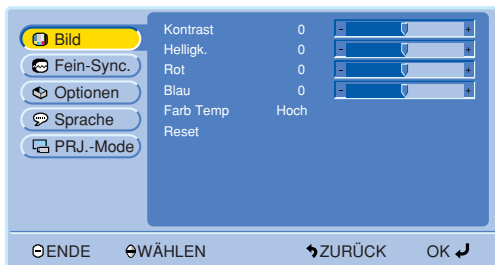 Bild
Fein-Sync.
Optionen
Sprache
PRJ.-Mode
Kontrast 0 - +
Helligk. 0 - +
Rot 0 - +
Blau 0 - +
Farb Temp Hoch
Reset
ENDE WÄHLEN ZURÜCK OK